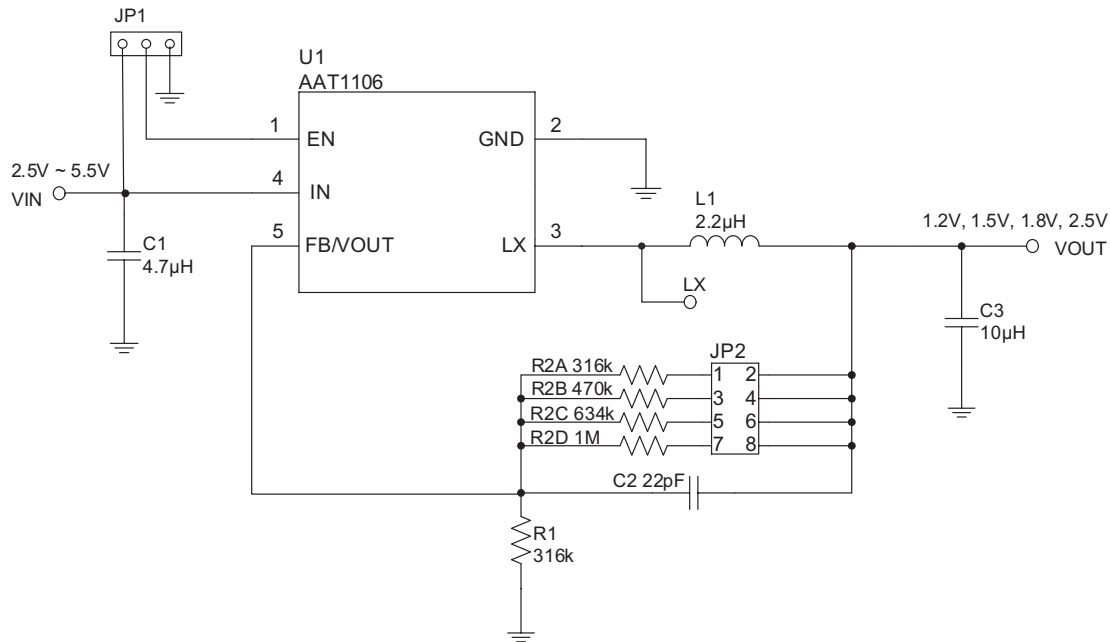 JP1
U1
AAT1106
1
EN
GND
2
2.5V ~ 5.5V
VIN
4
IN
C1
4.7µH
5
FB/VOUT
LX
3
L1
2.2µH
1.2V, 1.5V, 1.8V, 2.5V
VOUT
LX
C3
10µH
JP2
R2A 316k
1
2
R2B 470k
3
4
R2C 634k
5
6
R2D 1M
7
8
C2 22pF
R1
316k